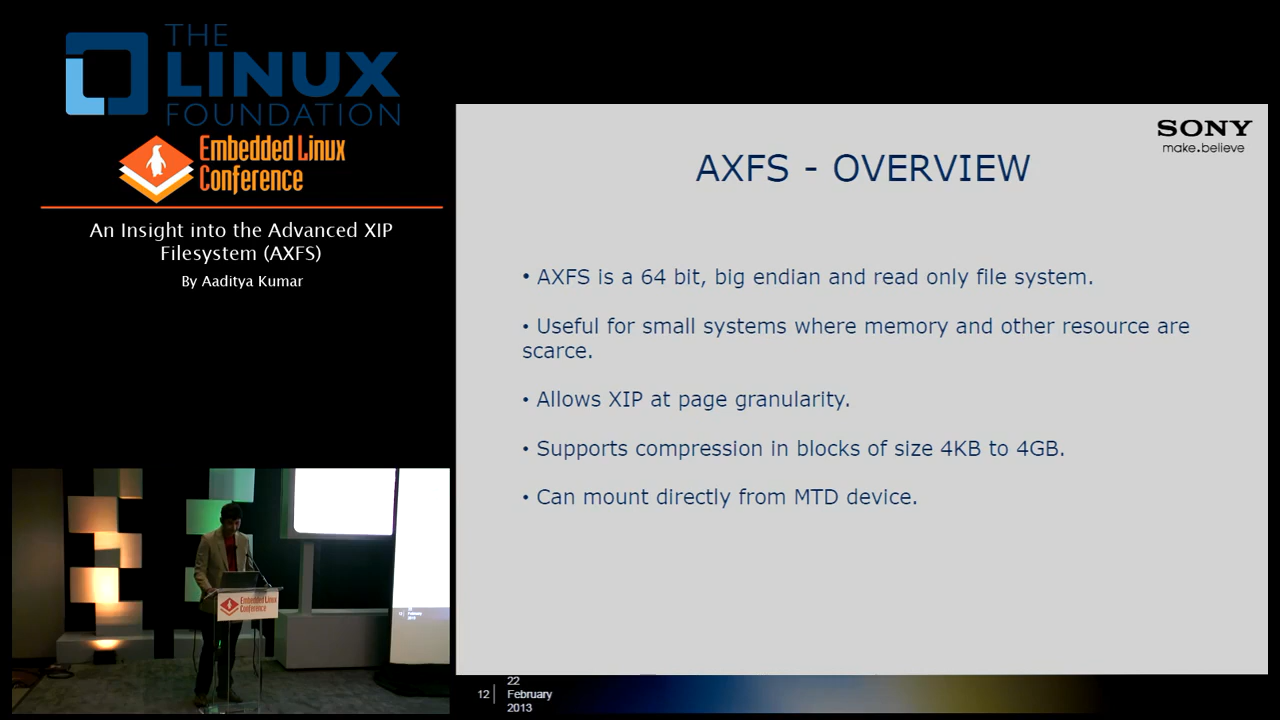 THE
LINUX
FOUNDATION
Embedded Linux
Conference
An Insight into the Advanced XIP
Filesystem (AXFS)
By Aaditya Kumar
SONY
make.believe
AXFS - OVERVIEW
• AXFS is a 64 bit, big endian and read only file system.
• Useful for small systems where memory and other resource are
scarce.
• Allows XIP at page granularity.
• Supports compression in blocks of size 4KB to 4GB.
• Can mount directly from MTD device.
12
22
February
2013
Embedded Linux
Conference